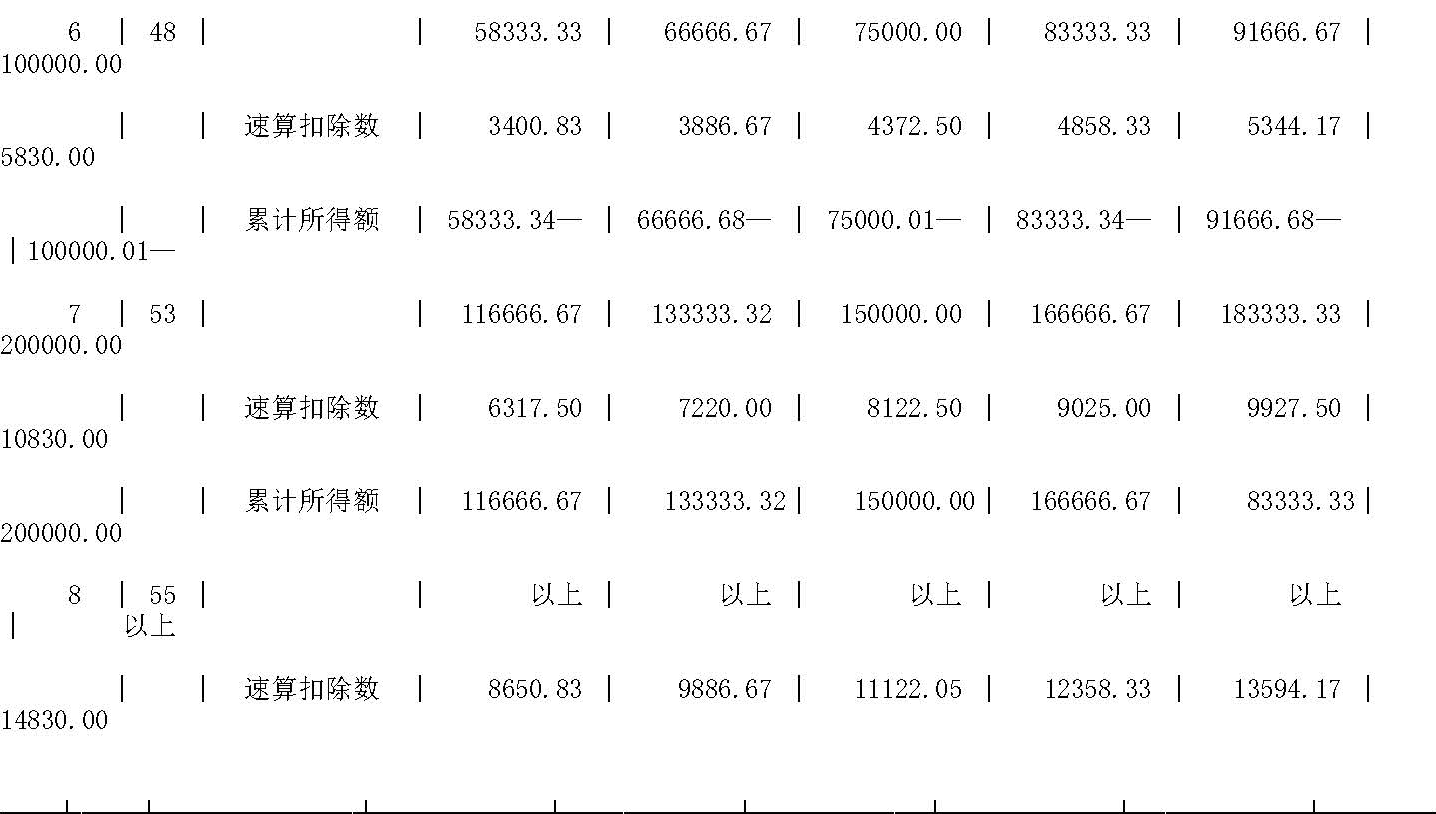 6 │ 48 │ │ 58333.33 │ 66666.67 │ 75000.00 │ 83333.33 │ 91666.67 │
100000.00
│ │ 速算扣除数 │ 3400.83 │ 3886.67 │ 4372.50 │ 4858.33 │ 5344.17 │
5830.00
│ │ 累计所得额 │ 58333.34— │ 66666.68— │ 75000.01— │ 83333.34— │ 91666.68—
│100000.01—
7 │ 53 │ │ 116666.67 │ 133333.32 │ 150000.00 │ 166666.67 │ 183333.33 │
200000.00
│ │ 速算扣除数 │ 6317.50 │ 7220.00 │ 8122.50 │ 9025.00 │ 9927.50 │
10830.00
│ │ 累计所得额 │ 116666.67 │ 133333.32│ 150000.00│ 166666.67 │ 83333.33│
200000.00
8 │ 55 │ │ 以上 │ 以上 │ 以上 │ 以上 │ 以上
│ 以上
│ │ 速算扣除数 │ 8650.83 │ 9886.67 │ 11122.05 │ 12358.33 │ 13594.17 │
14830.00